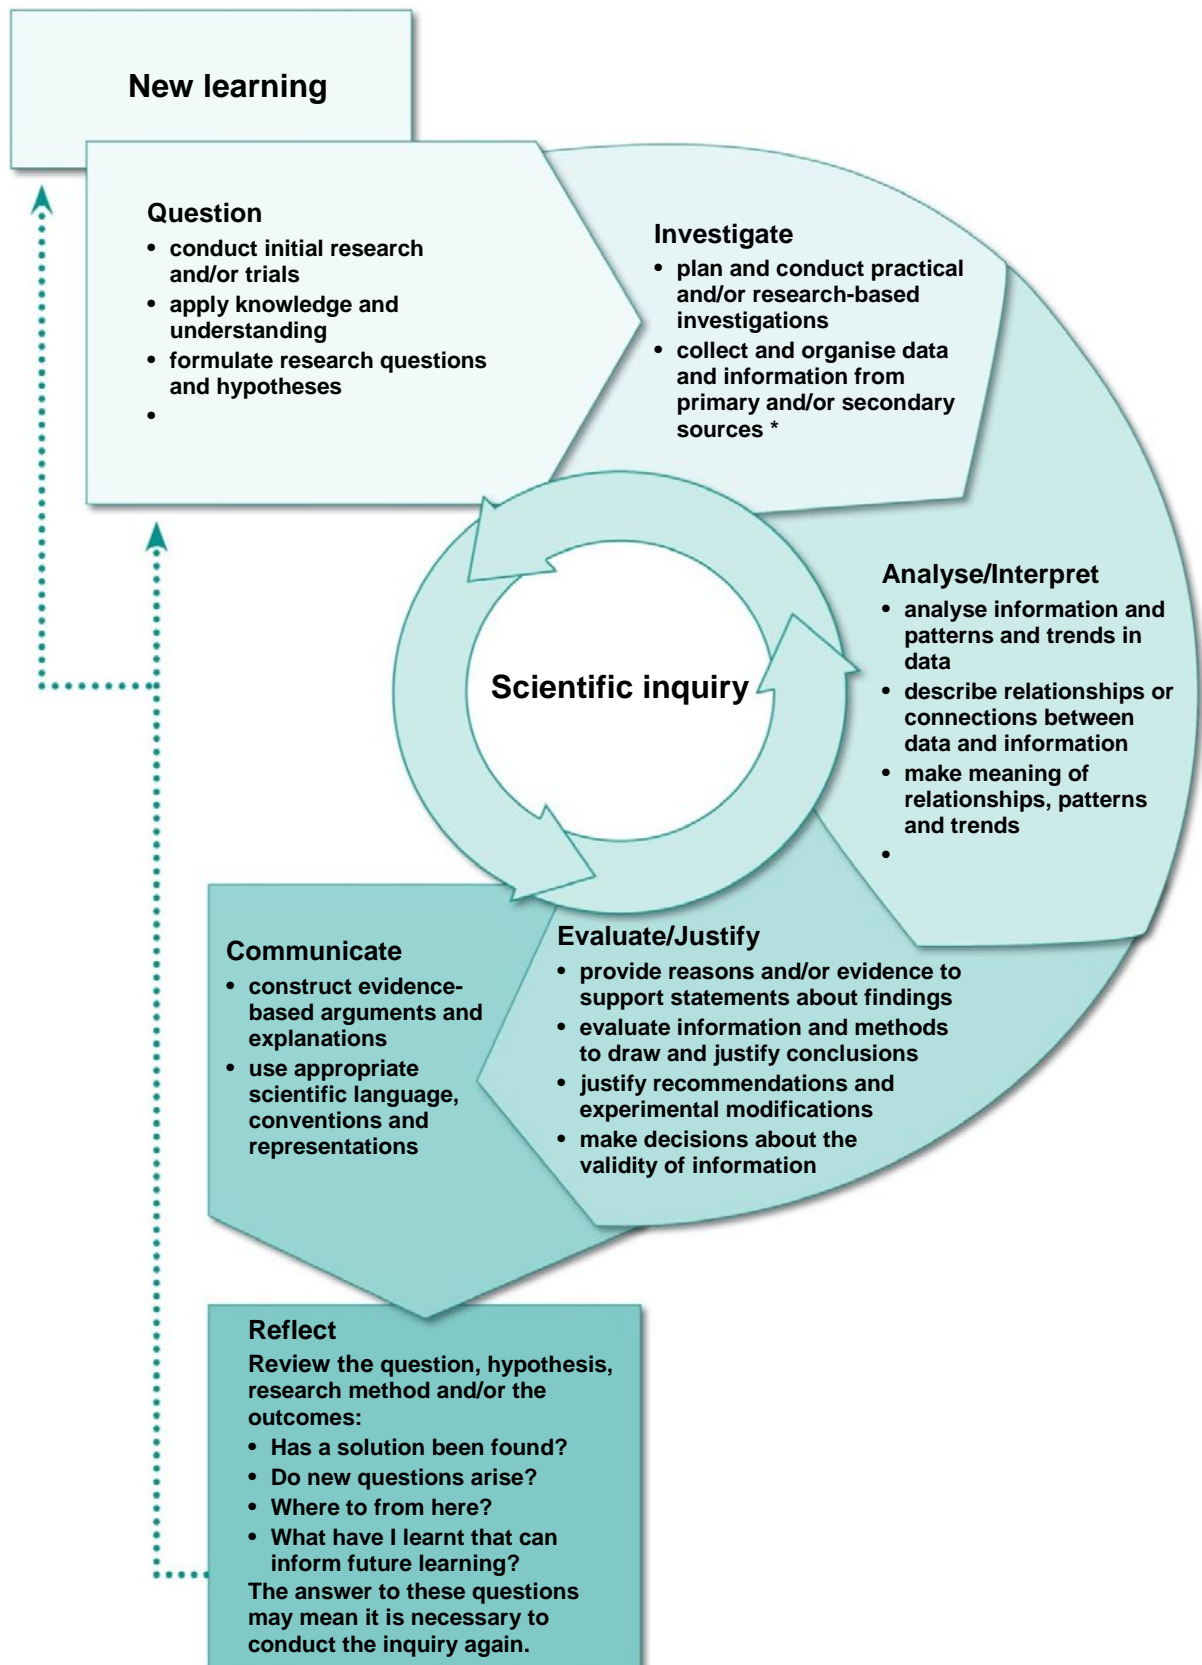 New learning
Question
• conduct initial research
and/or trials
• apply knowledge and
understanding
• formulate research questions
and hypotheses
•
Investigate
• plan and conduct practical
and/or research-based
investigations
• collect and organise data
and information from
primary and/or secondary
sources *
Scientific inquiry
Analyse/Interpret
• analyse information and
patterns and trends in
data
• describe relationships or
connections between
data and information
• make meaning of
relationships, patterns
and trends
•
Evaluate/Justify
• provide reasons and/or evidence to
support statements about findings
• evaluate information and methods
to draw and justify conclusions
• justify recommendations and
experimental modifications
• make decisions about the
validity of information
Communicate
• construct evidence-
based arguments and
explanations
• use appropriate
scientific language,
conventions and
representations
Reflect
Review the question, hypothesis,
research method and/or the
outcomes:
• Has a solution been found?
• Do new questions arise?
• Where to from here?
• What have I learnt that can
inform future learning?
The answer to these questions
may mean it is necessary to
conduct the inquiry again.